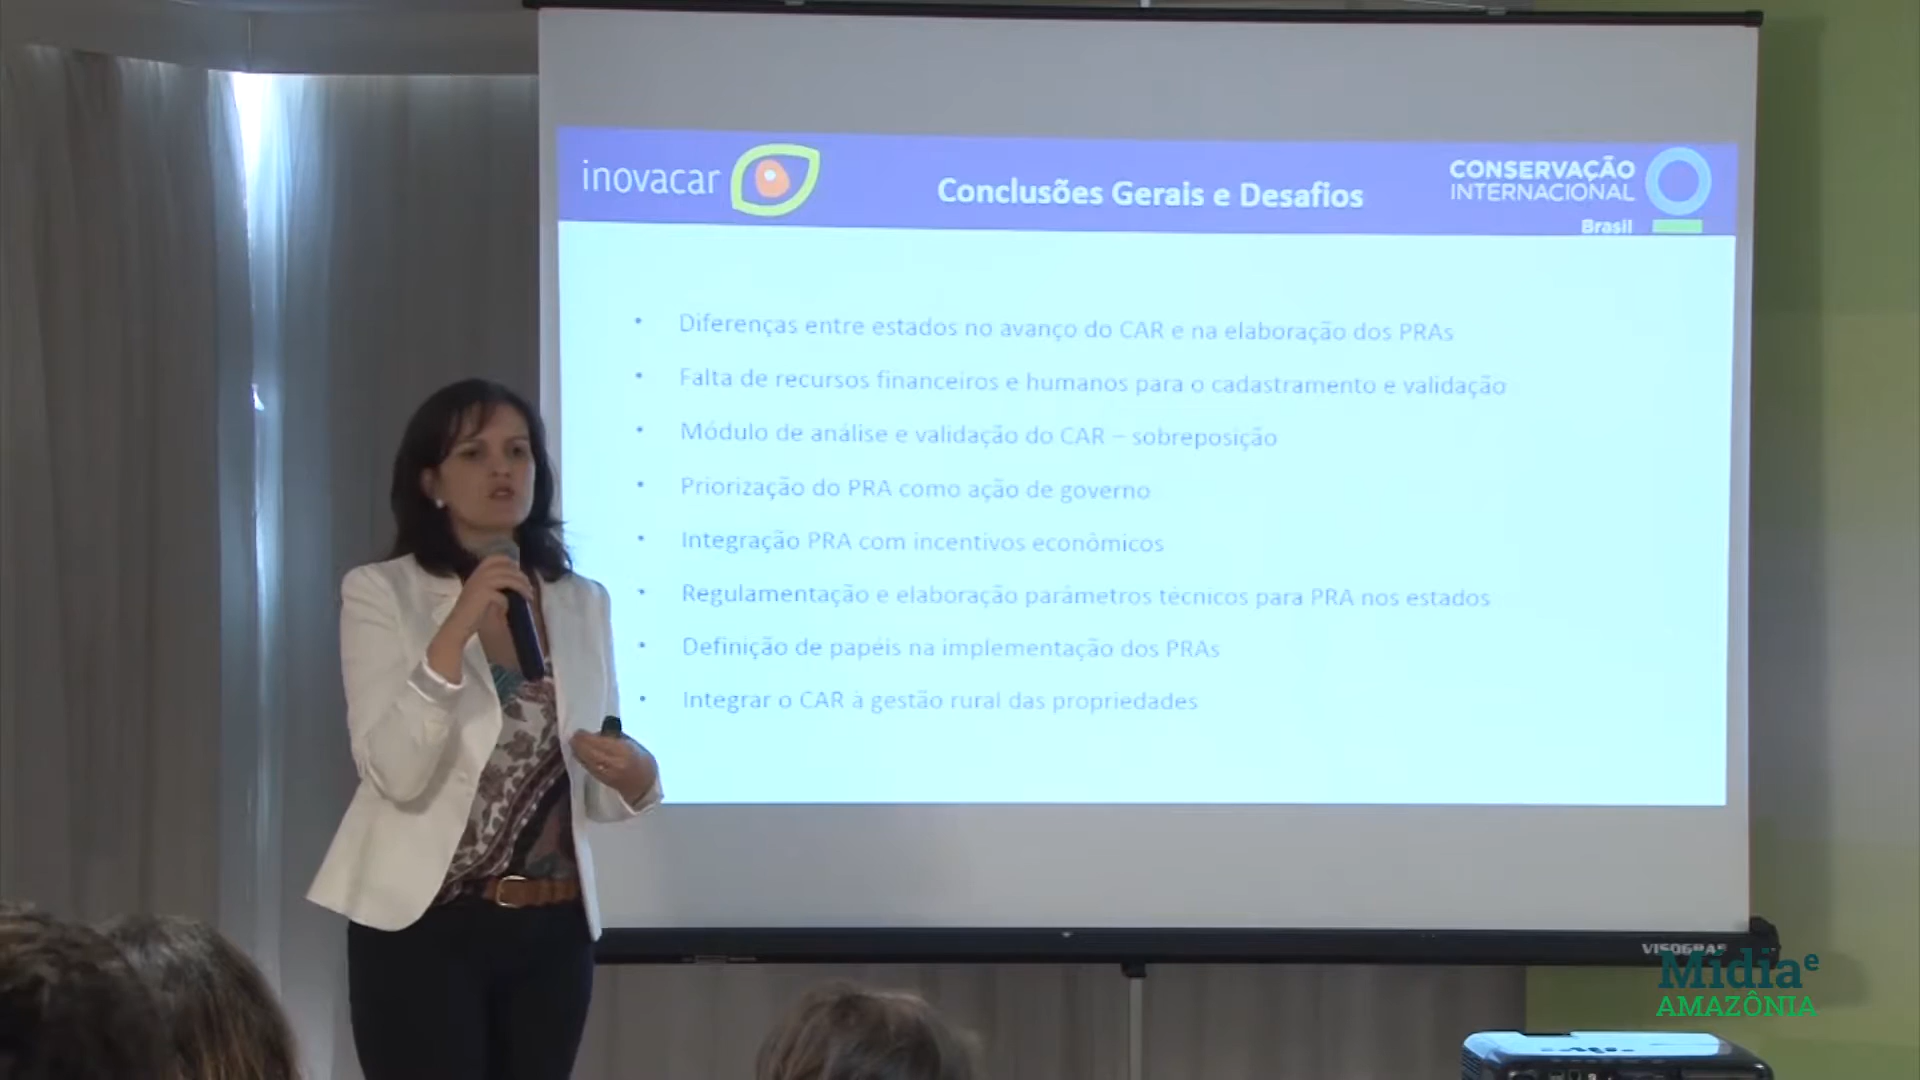 inovacar
Conclusões Gerais e Desafios
CONSERVAÇÃO
INTERNACIONAL
Brasil
• Diferenças entre estados no avanço do CAR e na elaboração dos PRAs
• Falta de recursos financeiros e humanos para o cadastramento e validação
• Módulo de análise e validação do CAR – sobreposição
• Priorização do PRA como ação de governo
• Integração PRA com incentivos econômicos
• Regulamentação e elaboração parâmetros técnicos para PRA nos estados
• Definição de papéis na implementação dos PRAs
• Integrar o CAR à gestão rural das propriedades
Mídia e
AMAZÔNIA